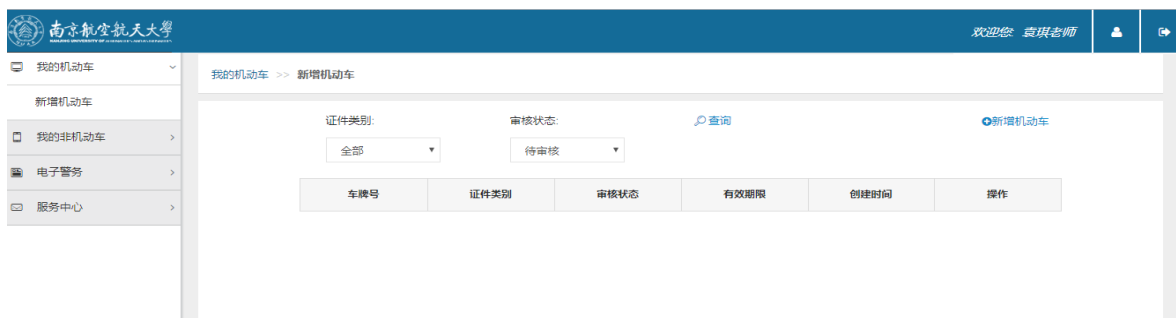 南京航空航天大学
欢迎您: 袁琪老师
我的机动车
新增机动车
我的非机动车
电子警务
服务中心
我的机动车 >> 新增机动车
证件类别: 审核状态: 查询 新增机动车
全部 待审核
车牌号 证件类别 审核状态 有效期限 创建时间 操作